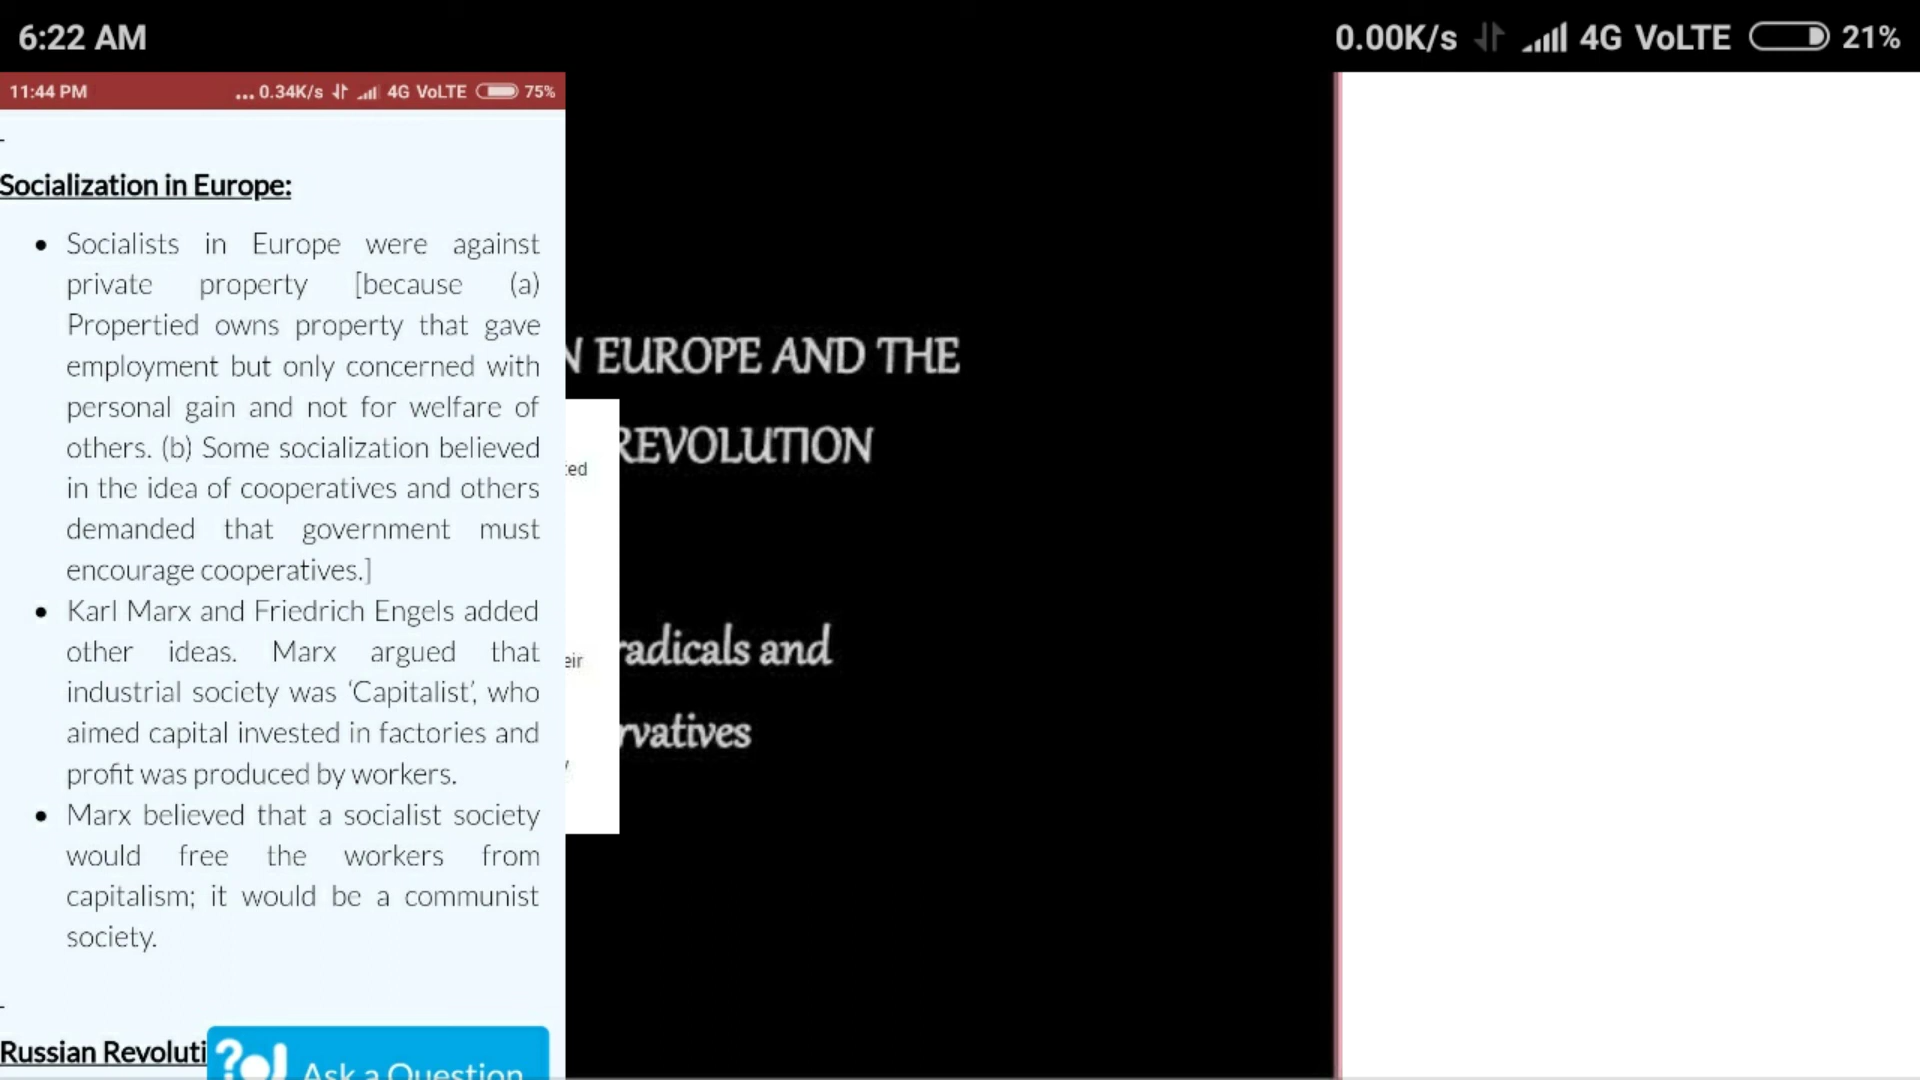 6:22 AM
0.00K/s 4G VoLTE 21%
11:44 PM ... 0.34K/s 4G VoLTE 75%
Socialization in Europe:
• Socialists in Europe were against
private property [because (a)
Propertied owns property that gave
employment but only concerned with
personal gain and not for welfare of
others. (b) Some socialization believed
in the idea of cooperatives and others
demanded that government must
encourage cooperatives.]
• Karl Marx and Friedrich Engels added
other ideas. Marx argued that
industrial society was ‘Capitalist’, who
aimed capital invested in factories and
profit was produced by workers.
• Marx believed that a socialist society
would free the workers from
capitalism; it would be a communist
society.
Russian Revoluti
Ask a Question
N EUROPE AND THE
REVOLUTION
radicals and
rvatives